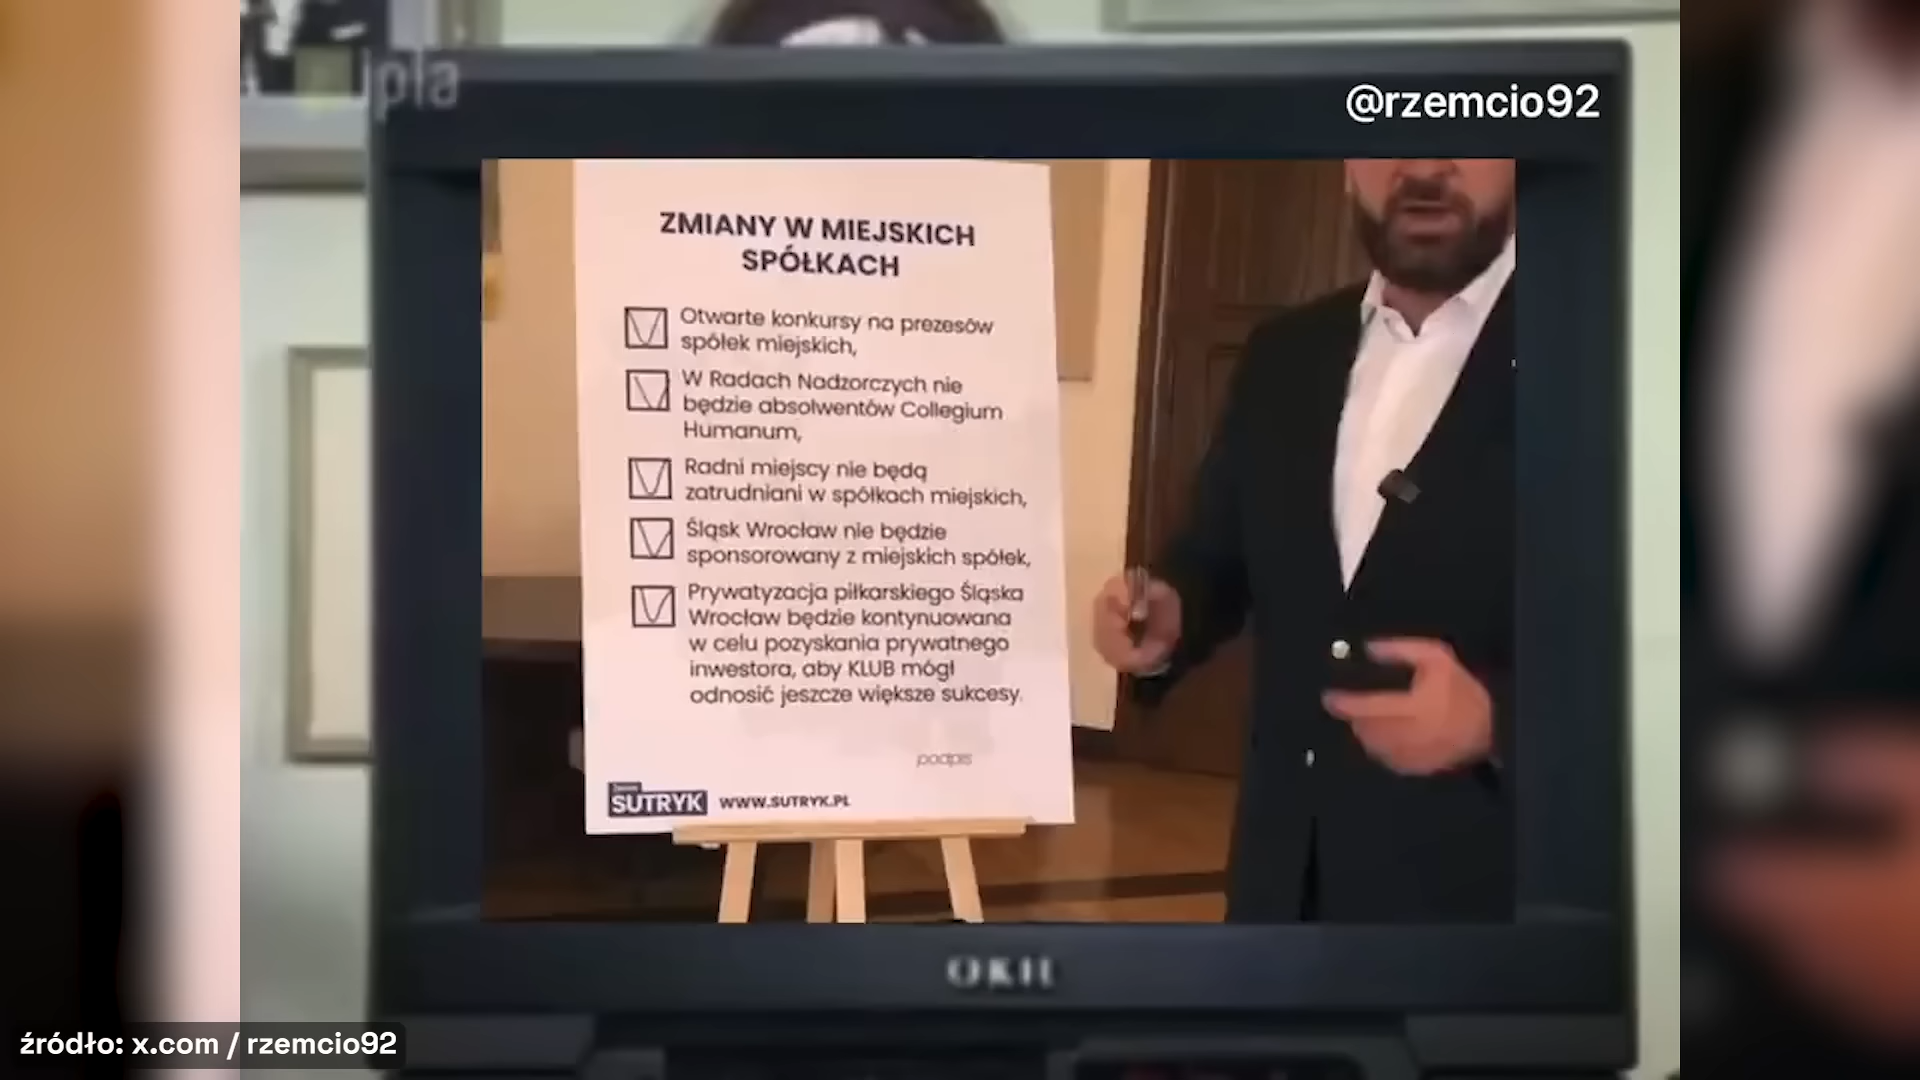 ipla
@rzemcio92
ZMIANY W MIEJSKICH
SPÓŁKACH
Otwarte konkursy na prezesów
spółek miejskich,
W Radach Nadzorczych nie
będzie absolwentów Collegium
Humanum,
Radni miejscy nie będą
zatrudniani w spółkach miejskich,
Śląsk Wrocław nie będzie
sponsorowany z miejskich spółek,
Prywatyzacja piłkarskiego Śląska
Wrocław będzie kontynuowana
w celu pozyskania prywatnego
inwestora, aby KLUB mógł
odnosić jeszcze większe sukcesy.
podpis
SUTRYK WWW.SUTRYK.PL
źródło: x.com / rzemcio92